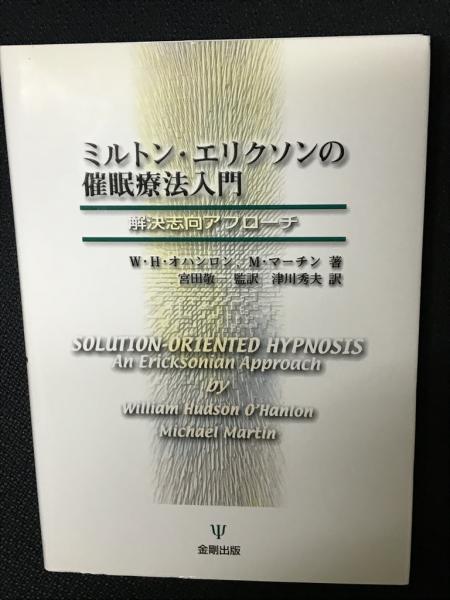 ミルトン・エリクソンの
催眠療法入門
解決志向アプローチ
W・H・オハンロン、M・マーチン 著
宮田敬一 監訳 津川秀夫 訳
SOLUTION-ORIENTED HYPNOSIS
An Ericksonian Approach
by
William Hudson O'Hanlon
Michael Martin
Ψ
金剛出版